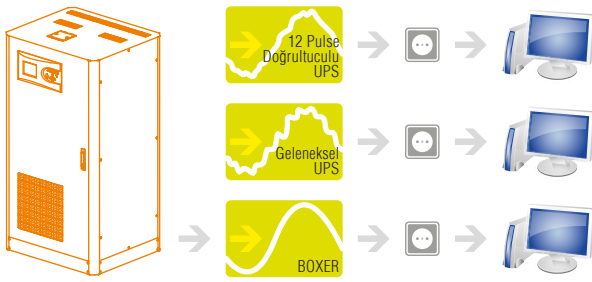 12 Pulse
Doğrultuculu
UPS
Geleneksel
UPS
BOXER